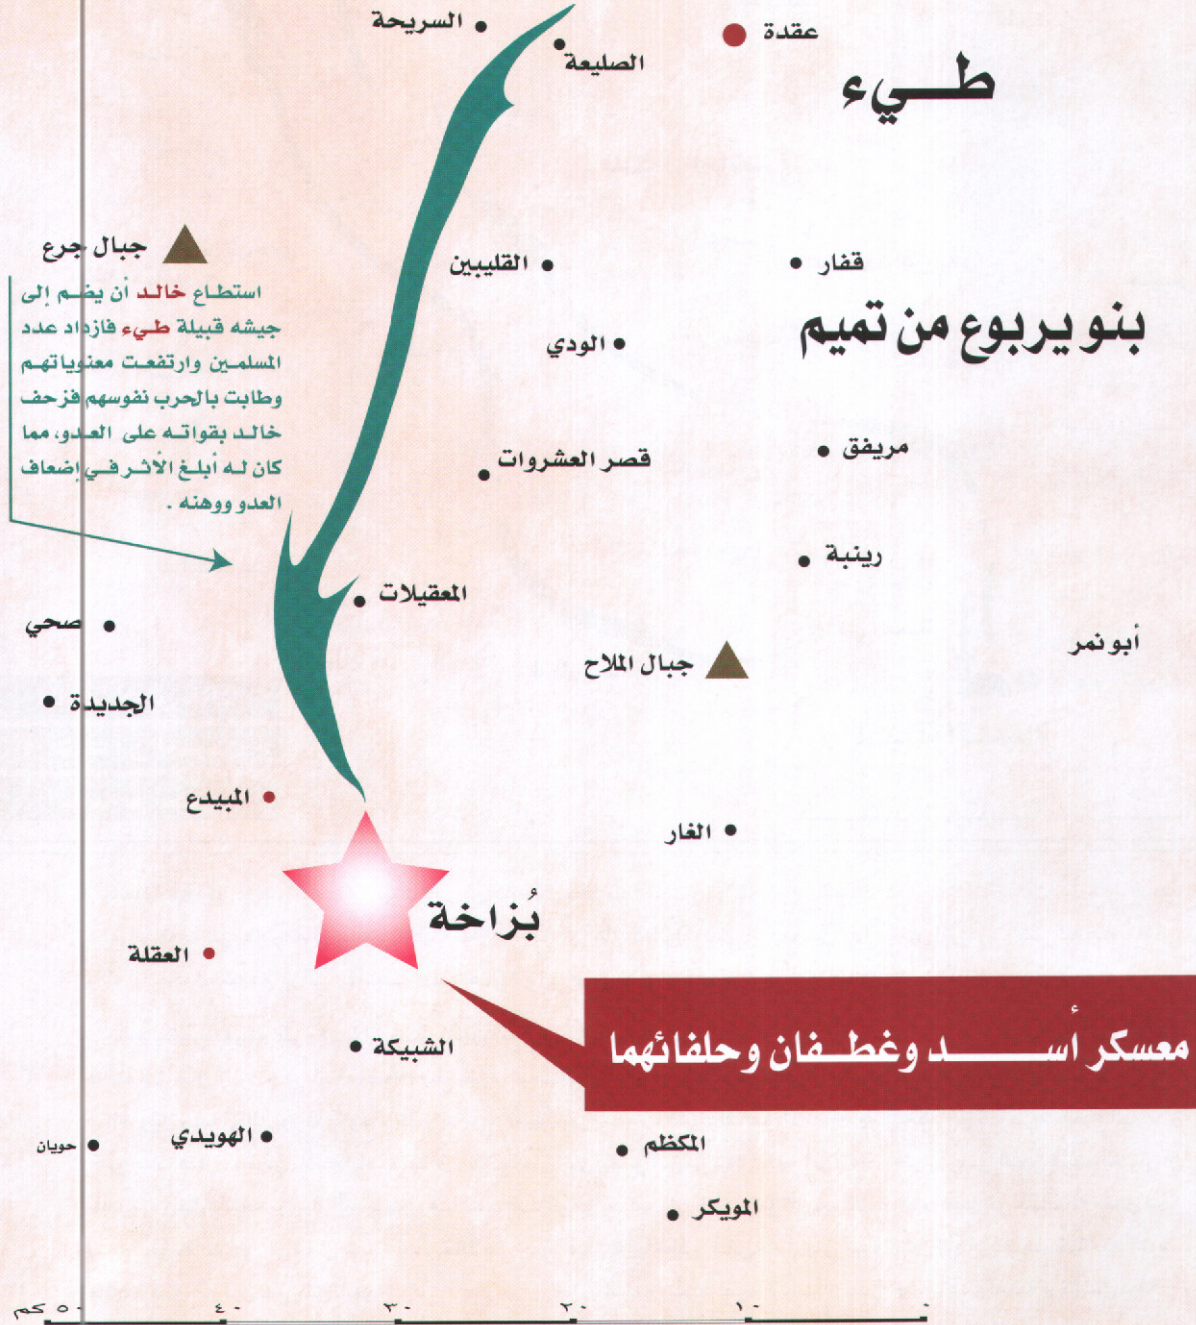 السريحة
عقدة
الصليعة
طيء
جبال جرع
القليبين
قفار
استطاع خالد أن يضم إلى
جيشه قبيلة طيء فازداد عدد
المسلمين وارتفعت معنوياتهم
وطابت بالحرب نفوسهم فزحف
خالد بقواته على العدو، مما
كان له أبلغ الأثر في إضعاف
العدو ووهنه .
بنو يربوع من تميم
الودي
مريفق
قصر العشروات
رينبة
المعقيلات
صحي
أبو نمر
جبال الملاح
الجديدة
المبيدع
الغار
بُزاخة
العقلة
معسكر أسد وغطفان وحلفائهما
الشبيكة
الهويدي
حويان
المكظم
المويكر
٠ ١٠ ٢٠ ٣٠ ٤٠ ٥٠ كم